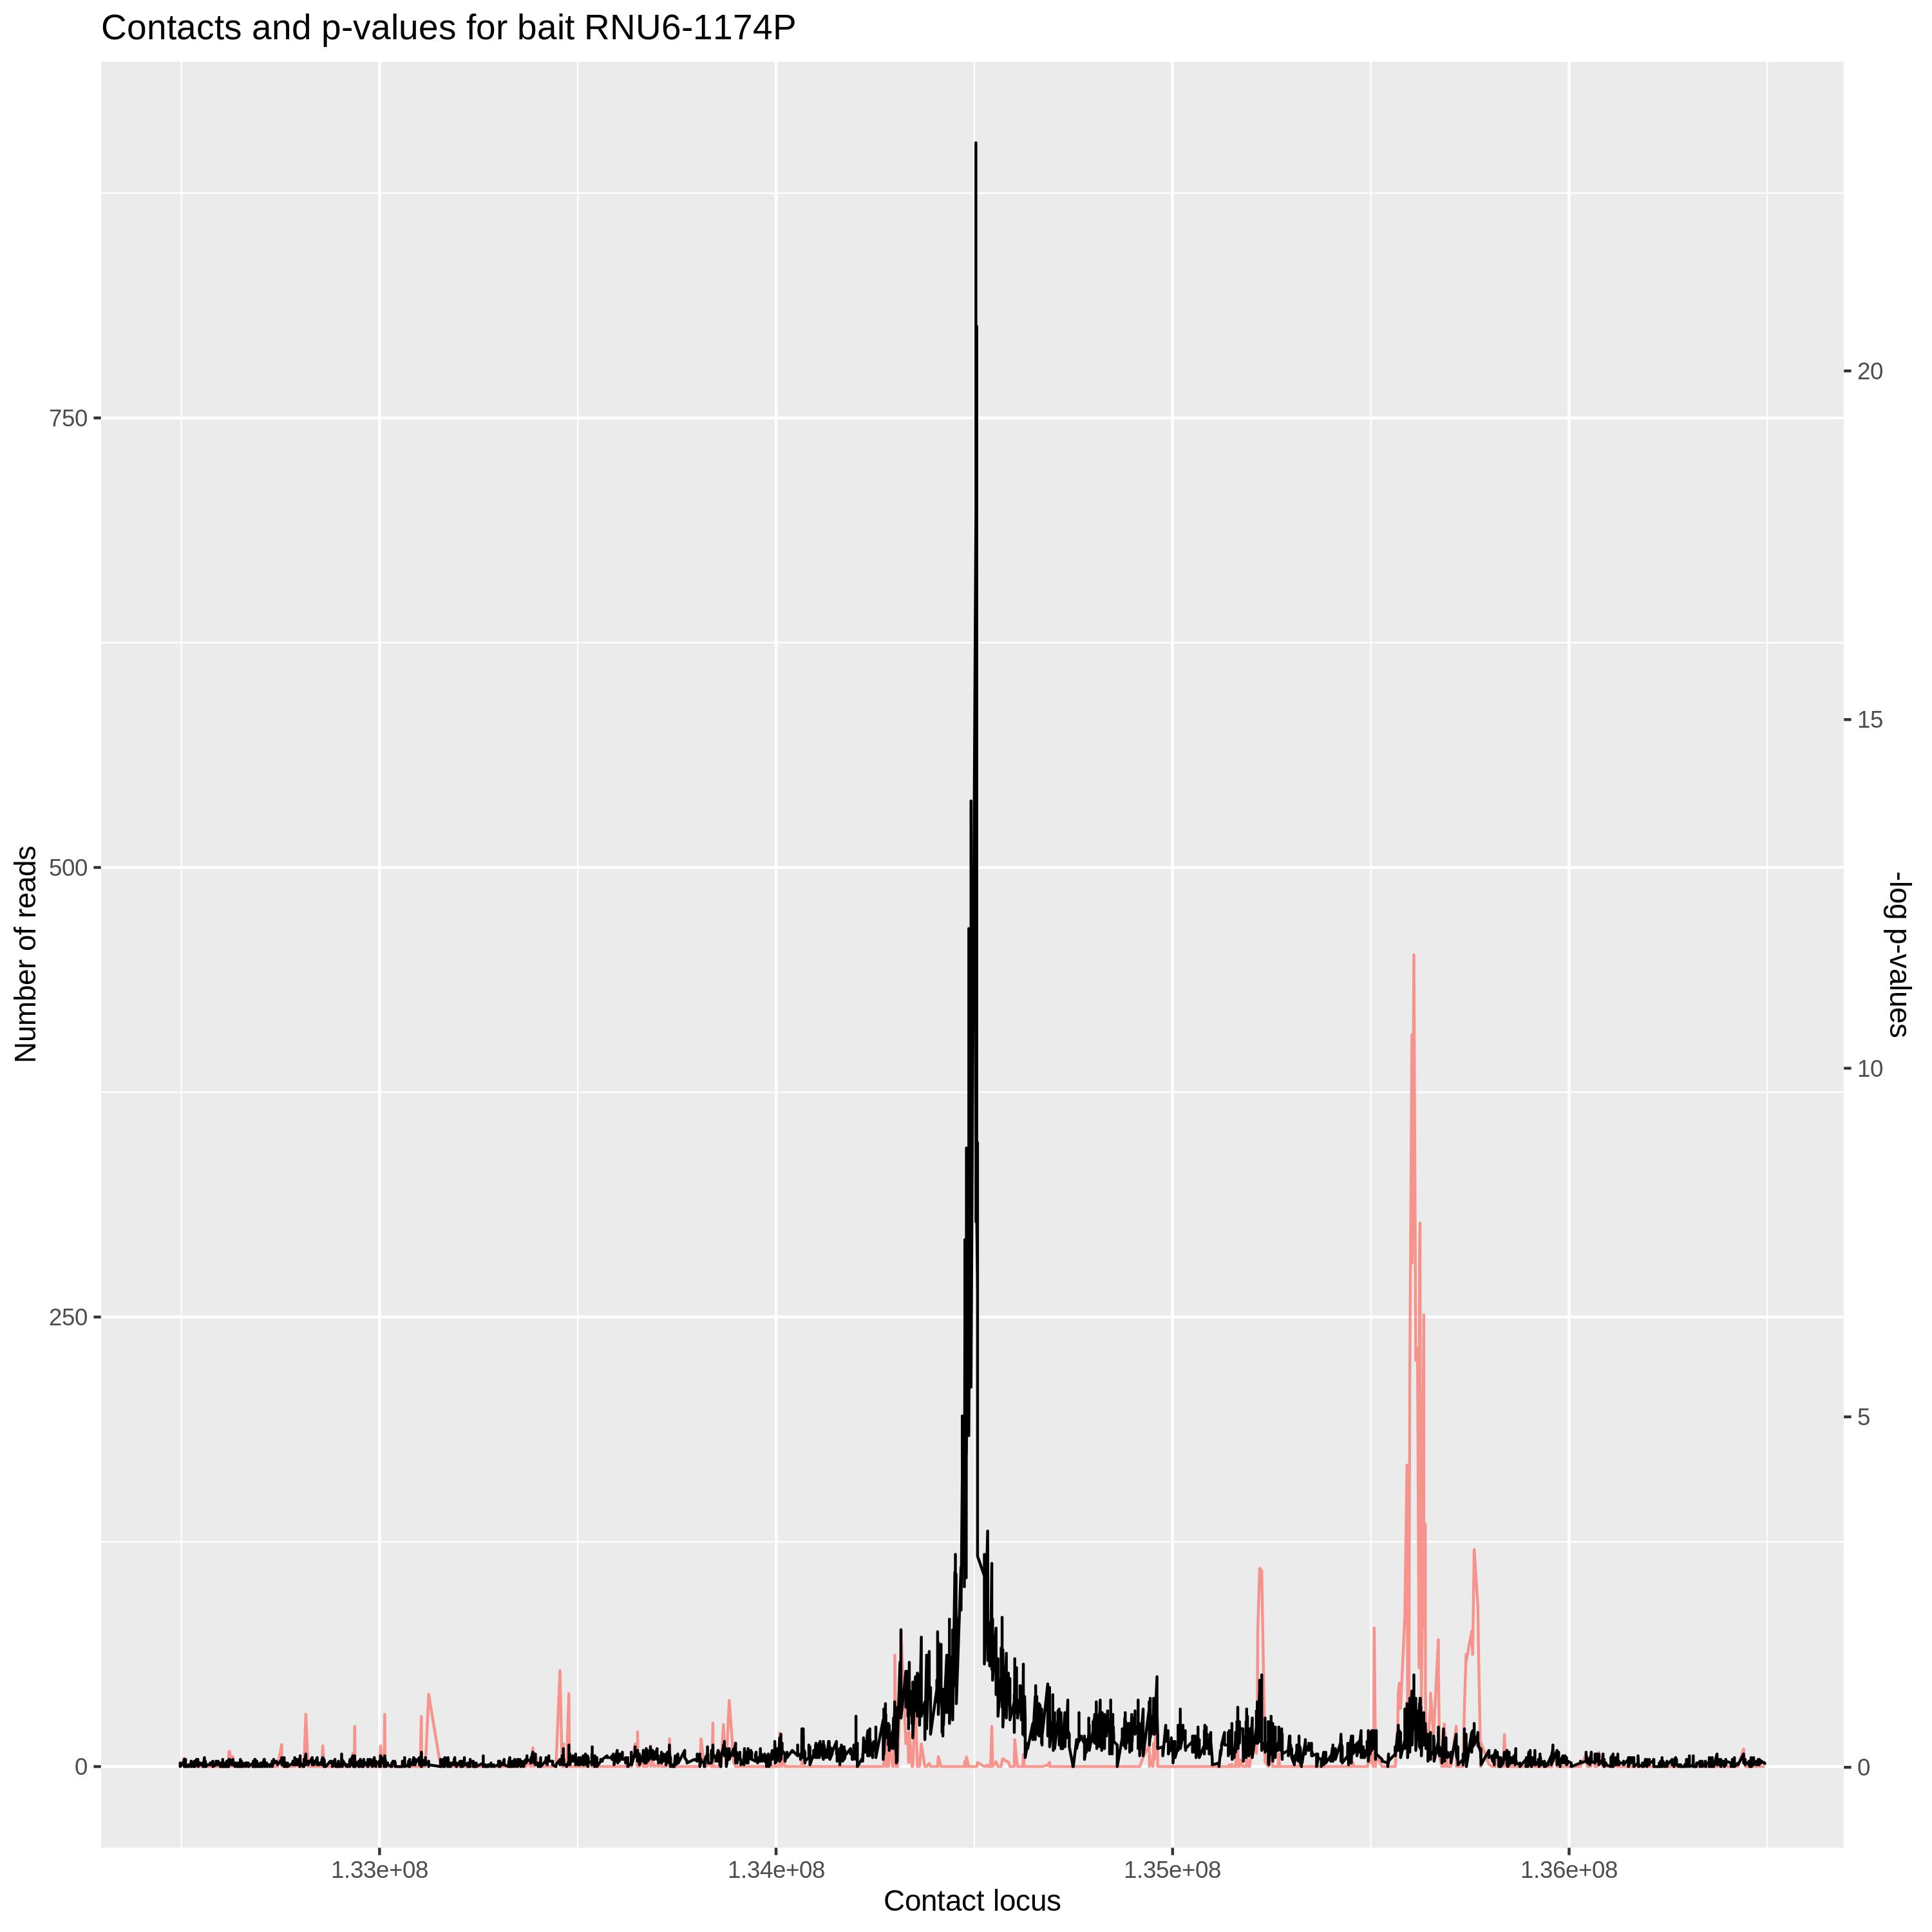 Contacts and p-values for bait RNU6-1174P
750
500
250
0
Number of reads
20
15
10
5
0
-log p-values
1.33e+08
1.34e+08
1.35e+08
1.36e+08
Contact locus